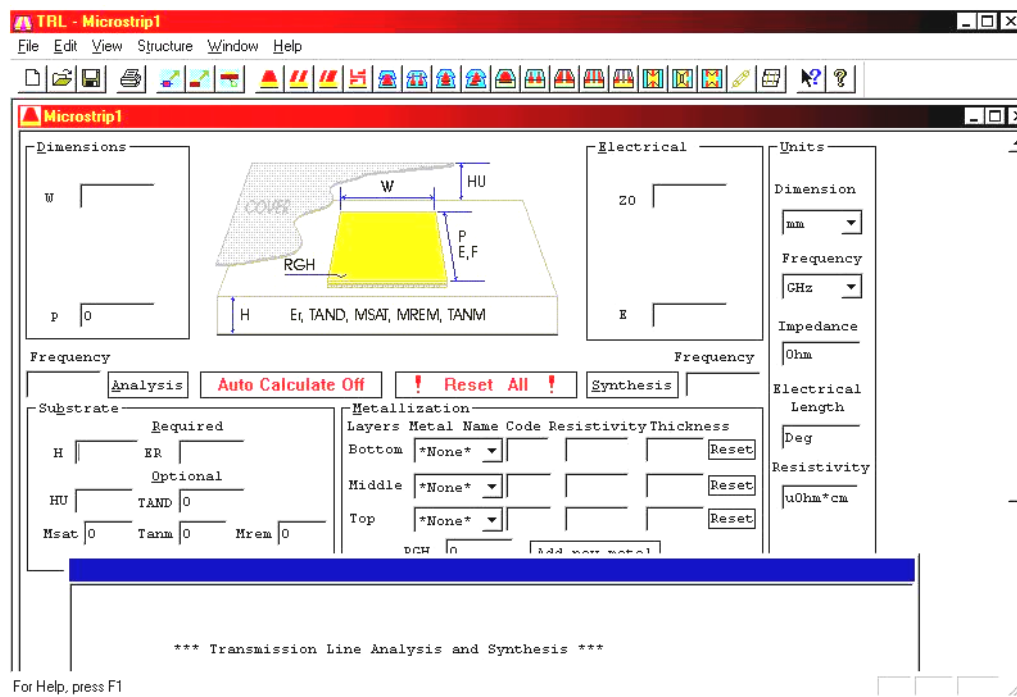 TRL - Microstrip1
File Edit View Structure Window Help
Microstrip1
Dimensions
W
P 0
COVER
W
HU
P
E,F
RGH
H Er, TAND, MSAT, MREM, TANM
Electrical
ZO
E
Units
Dimension
mm
Frequency
GHz
Impedance
Ohm
Electrical
Length
Deg
Resistivity
uOhm*cm
Frequency
Analysis
Auto Calculate Off
! Reset All !
Synthesis
Frequency
Substrate
Required
H ER
Optional
HU TAND 0
Msat 0 Tanm 0 Mrem 0
Metallization
Layers Metal Name Code Resistivity Thickness
Bottom *None* Reset
Middle *None* Reset
Top *None* Reset
RGH 0 Add new metal
*** Transmission Line Analysis and Synthesis ***
For Help, press F1